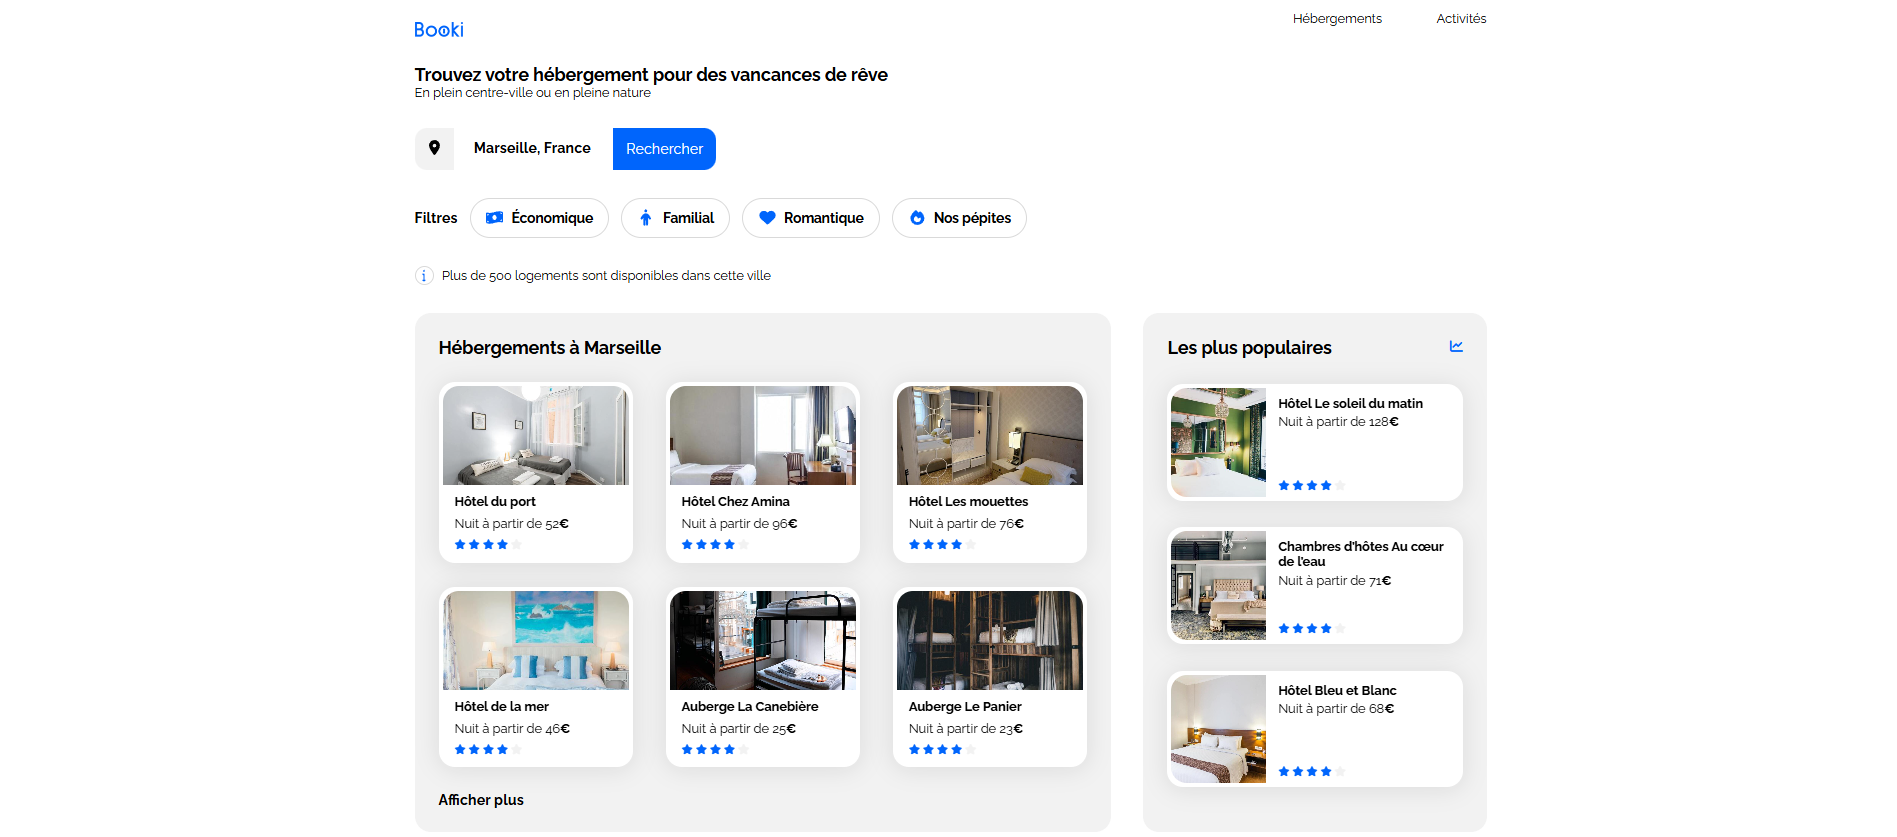 Booki
Hébergements
Activités
Trouvez votre hébergement pour des vancances de rêve
En plein centre-ville ou en pleine nature
Marseille, France
Rechercher
Filtres
Économique
Familial
Romantique
Nos pépites
Plus de 500 logements sont disponibles dans cette ville
Hébergements à Marseille
Hôtel du port
Nuit à partir de 52€
Hôtel Chez Amina
Nuit à partir de 96€
Hôtel Les mouettes
Nuit à partir de 76€
Hôtel de la mer
Nuit à partir de 46€
Auberge La Canebière
Nuit à partir de 25€
Auberge Le Panier
Nuit à partir de 23€
Afficher plus
Les plus populaires
Hôtel Le soleil du matin
Nuit à partir de 128€
Chambres d'hôtes Au cœur
de l'eau
Nuit à partir de 71€
Hôtel Bleu et Blanc
Nuit à partir de 68€